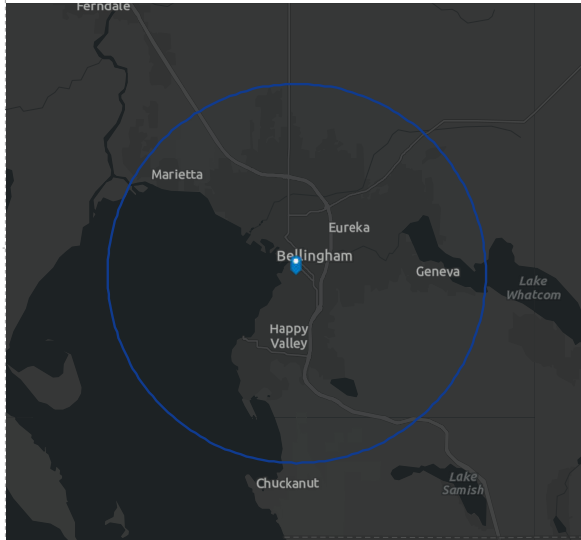 Ferndale
Marietta
Eureka
Bellingham
Geneva
Lake
Whatcom
Happy
Valley
Chuckanut
Lake
Samish